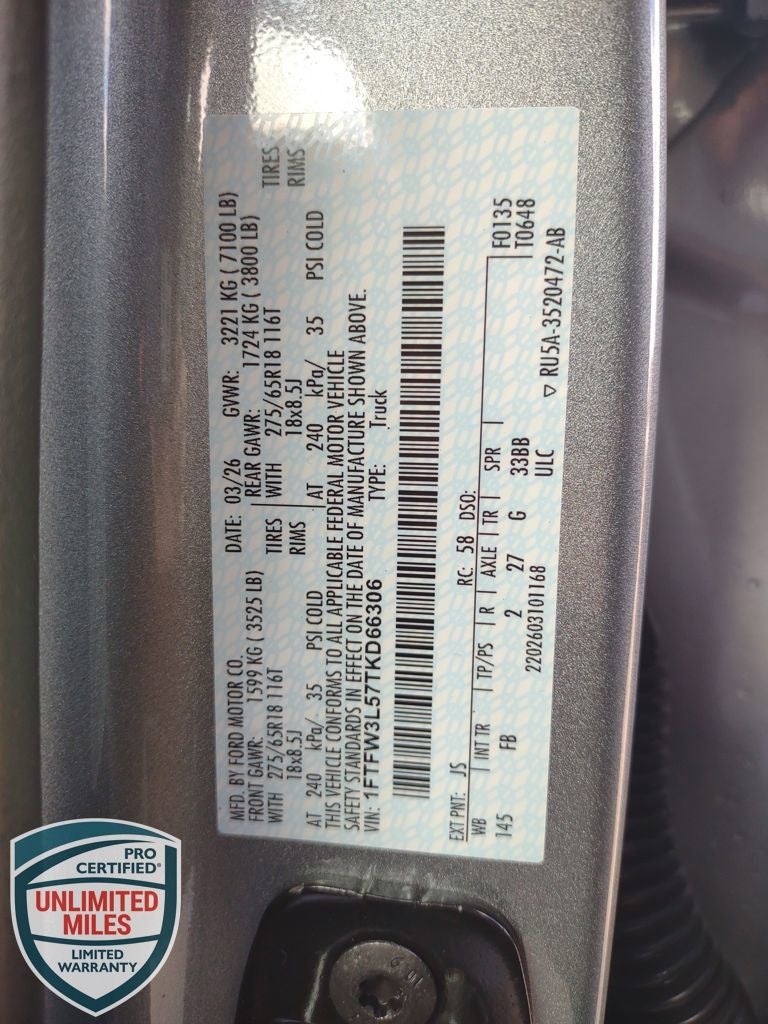 MFD. BY FORD MOTOR CO. DATE: 03/26 GVWR: 3221 KG ( 7100 LB)
FRONT GAWR: 1599 KG ( 3525 LB) REAR GAWR: 1724 KG ( 3800 LB)
WITH 275/65R18 116T TIRES WITH 275/65R18 116T TIRES
18x8.5J RIMS 18x8.5J RIMS
AT 240 kPa/ 35 PSI COLD AT 240 kPa/ 35 PSI COLD
THIS VEHICLE CONFORMS TO ALL APPLICABLE FEDERAL MOTOR VEHICLE
SAFETY STANDARDS IN EFFECT ON THE DATE OF MANUFACTURE SHOWN ABOVE.
VIN: 1FTFW3L57TKD66306 TYPE: Truck
EXT PNT: JS RC: 58 DSO:
WB INT TR TP/PS R AXLE TR SPR F0135
145 FB 2 27 G 33BB T0648
ULC
2202603101168 ▽ RU5A-3520472-AB
PRO
CERTIFIED®
UNLIMITED
MILES
LIMITED
WARRANTY
10.9